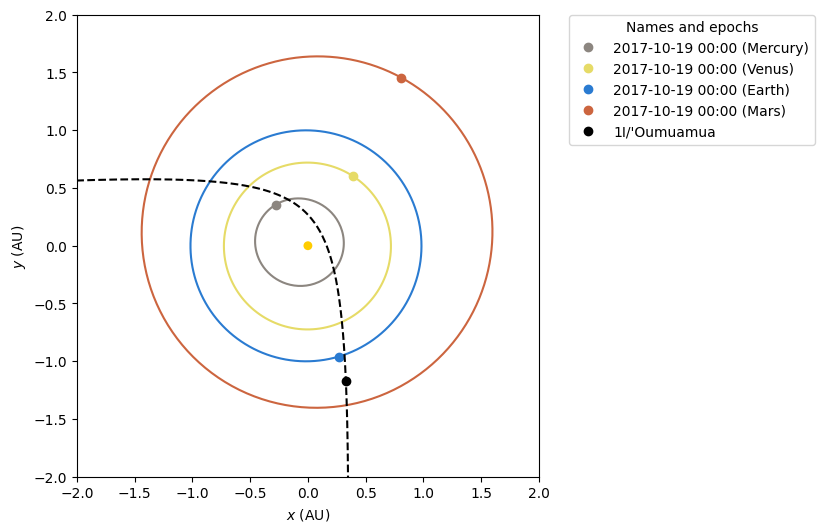 Names and epochs
2017-10-19 00:00 (Mercury)
2017-10-19 00:00 (Venus)
2017-10-19 00:00 (Earth)
2017-10-19 00:00 (Mars)
1I/'Oumuamua
2.0
1.5
1.0
0.5
0.0
−0.5
−1.0
−1.5
−2.0
y (AU)
−2.0 −1.5 −1.0 −0.5 0.0 0.5 1.0 1.5 2.0
x (AU)